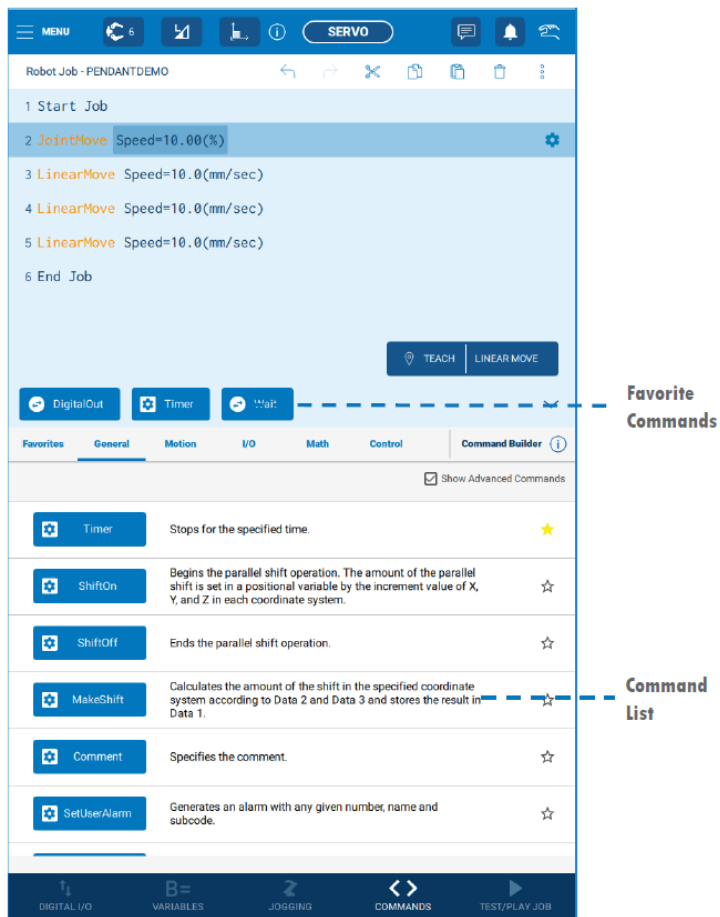 MENU 6 SERVO
Robot Job - PENDANTDEMO
1 Start Job
2 JointMove Speed=10.00(%)
3 LinearMove Speed=10.0(mm/sec)
4 LinearMove Speed=10.0(mm/sec)
5 LinearMove Speed=10.0(mm/sec)
6 End Job
TEACH LINEAR MOVE
DigitalOut Timer Wait
Favorite
Commands
Favorites General Motion I/O Math Control Command Builder
Show Advanced Commands
Timer Stops for the specified time.
ShiftOn
Begins the parallel shift operation. The amount of the parallel
shift is set in a positional variable by the increment value of X,
Y, and Z in each coordinate system.
ShiftOff Ends the parallel shift operation.
MakeShift
Calculates the amount of the shift in the specified coordinate
system according to Data 2 and Data 3 and stores the result in
Data 1.
Command
List
Comment Specifies the comment.
SetUserAlarm
Generates an alarm with any given number, name and
subcode.
B=
DIGITAL I/O VARIABLES JOGGING COMMANDS TEST/PLAY JOB